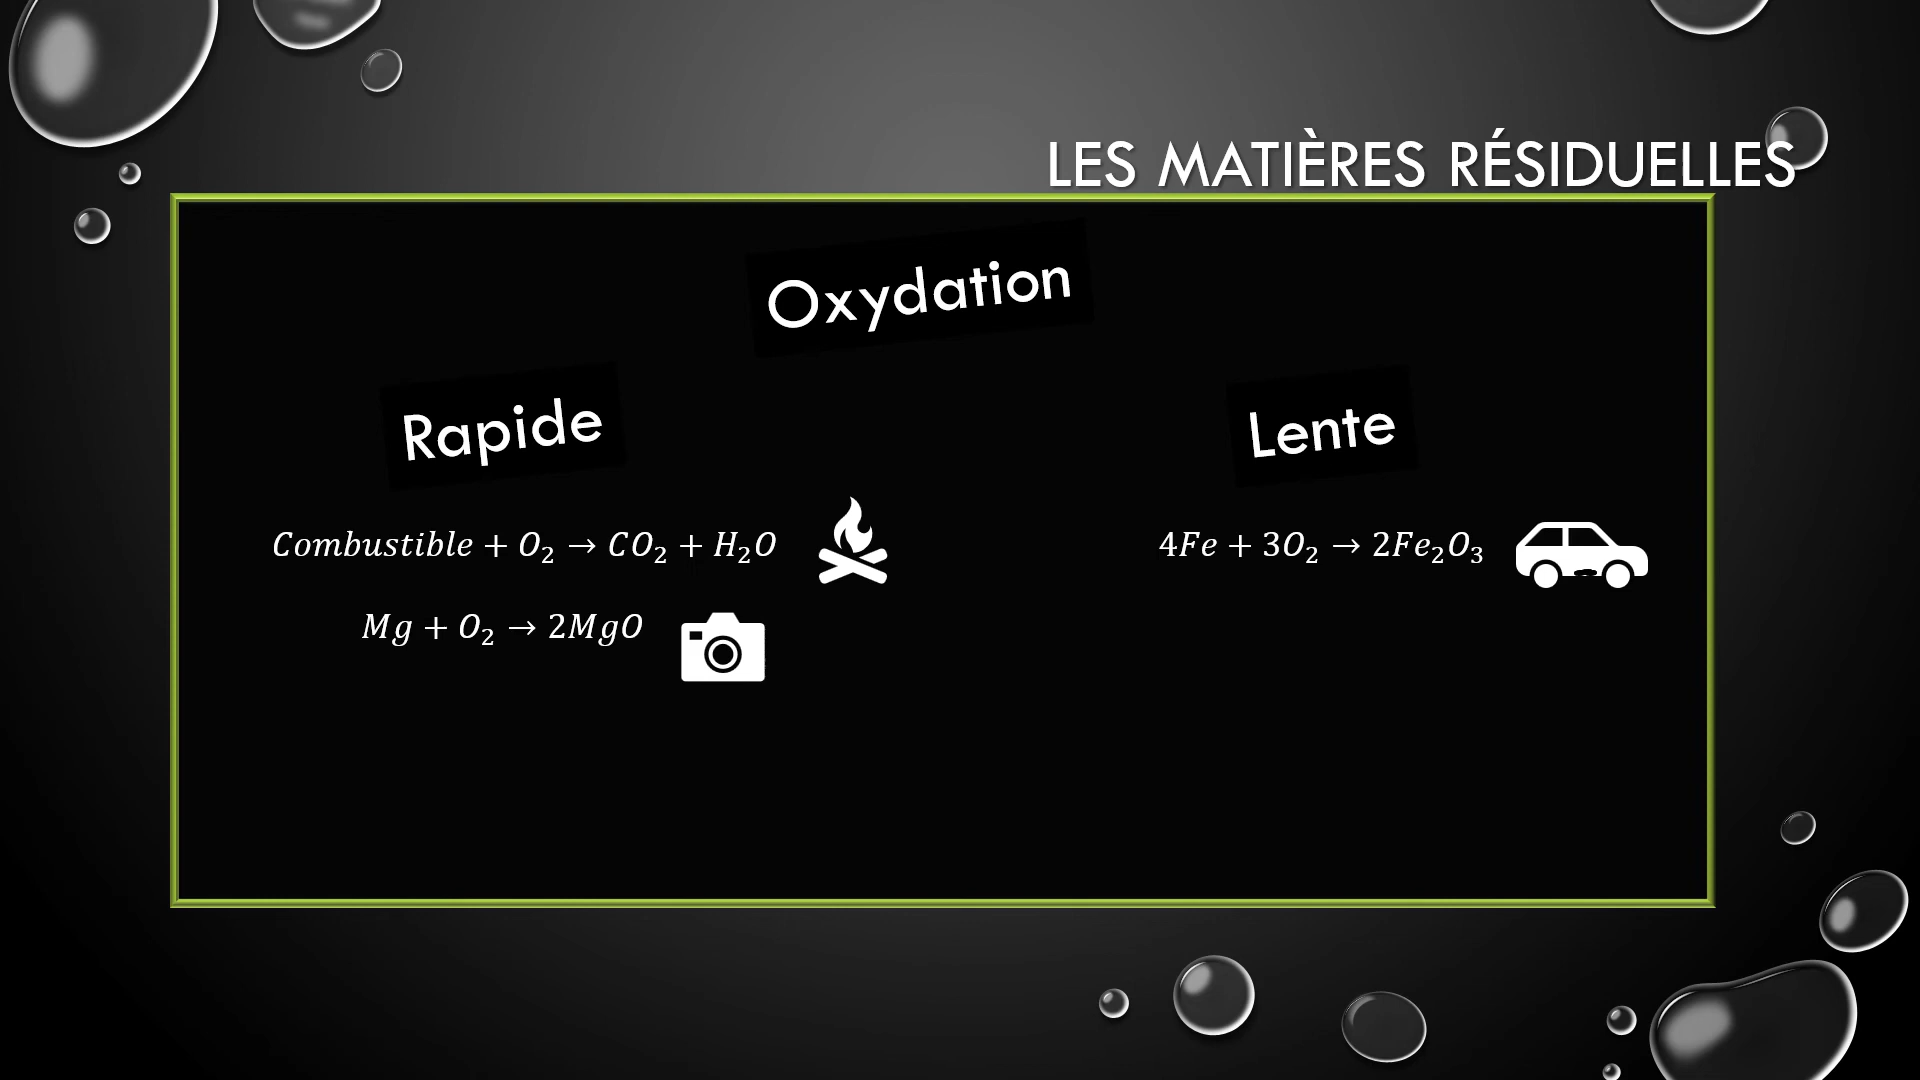 LES MATIÈRES RÉSIDUELLES
Oxydation
Rapide
Lente
Combustible + O₂ → CO₂ + H₂O
4Fe + 3O₂ → 2Fe₂O₃
Mg + O₂ → 2MgO